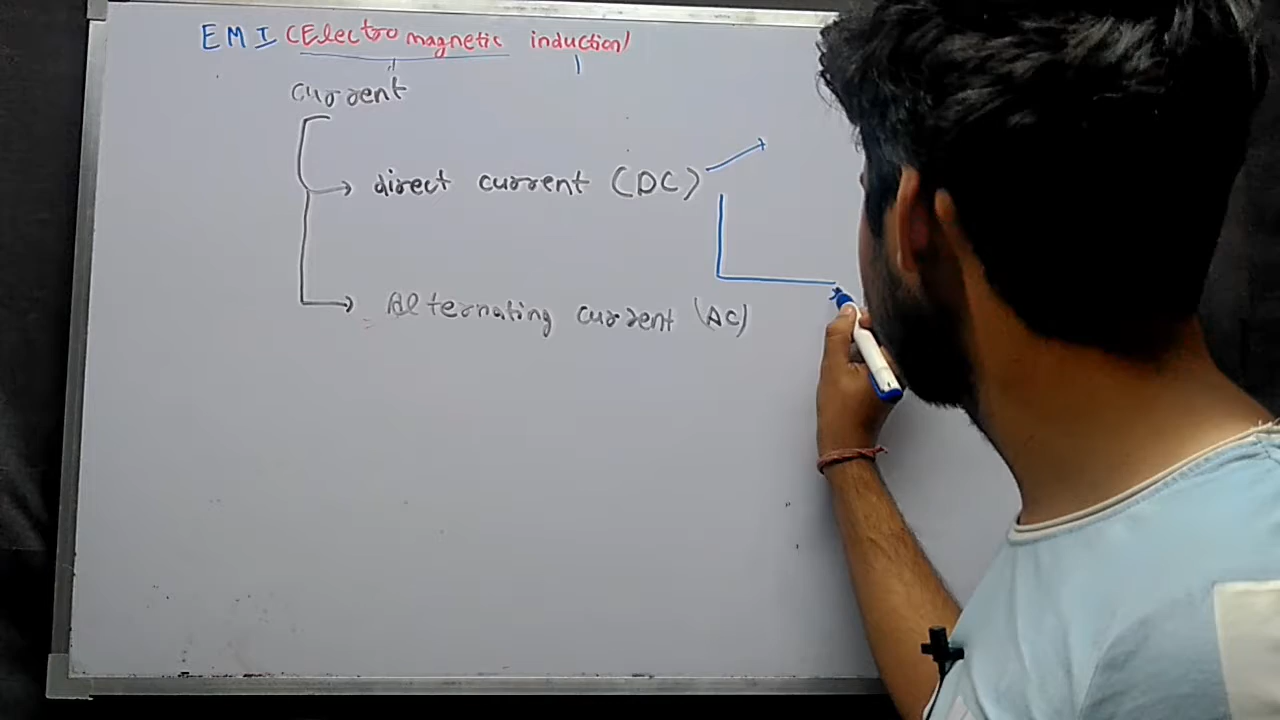 EMI (Electro magnetic induction)
current
direct current (DC)
Alternating current (AC)